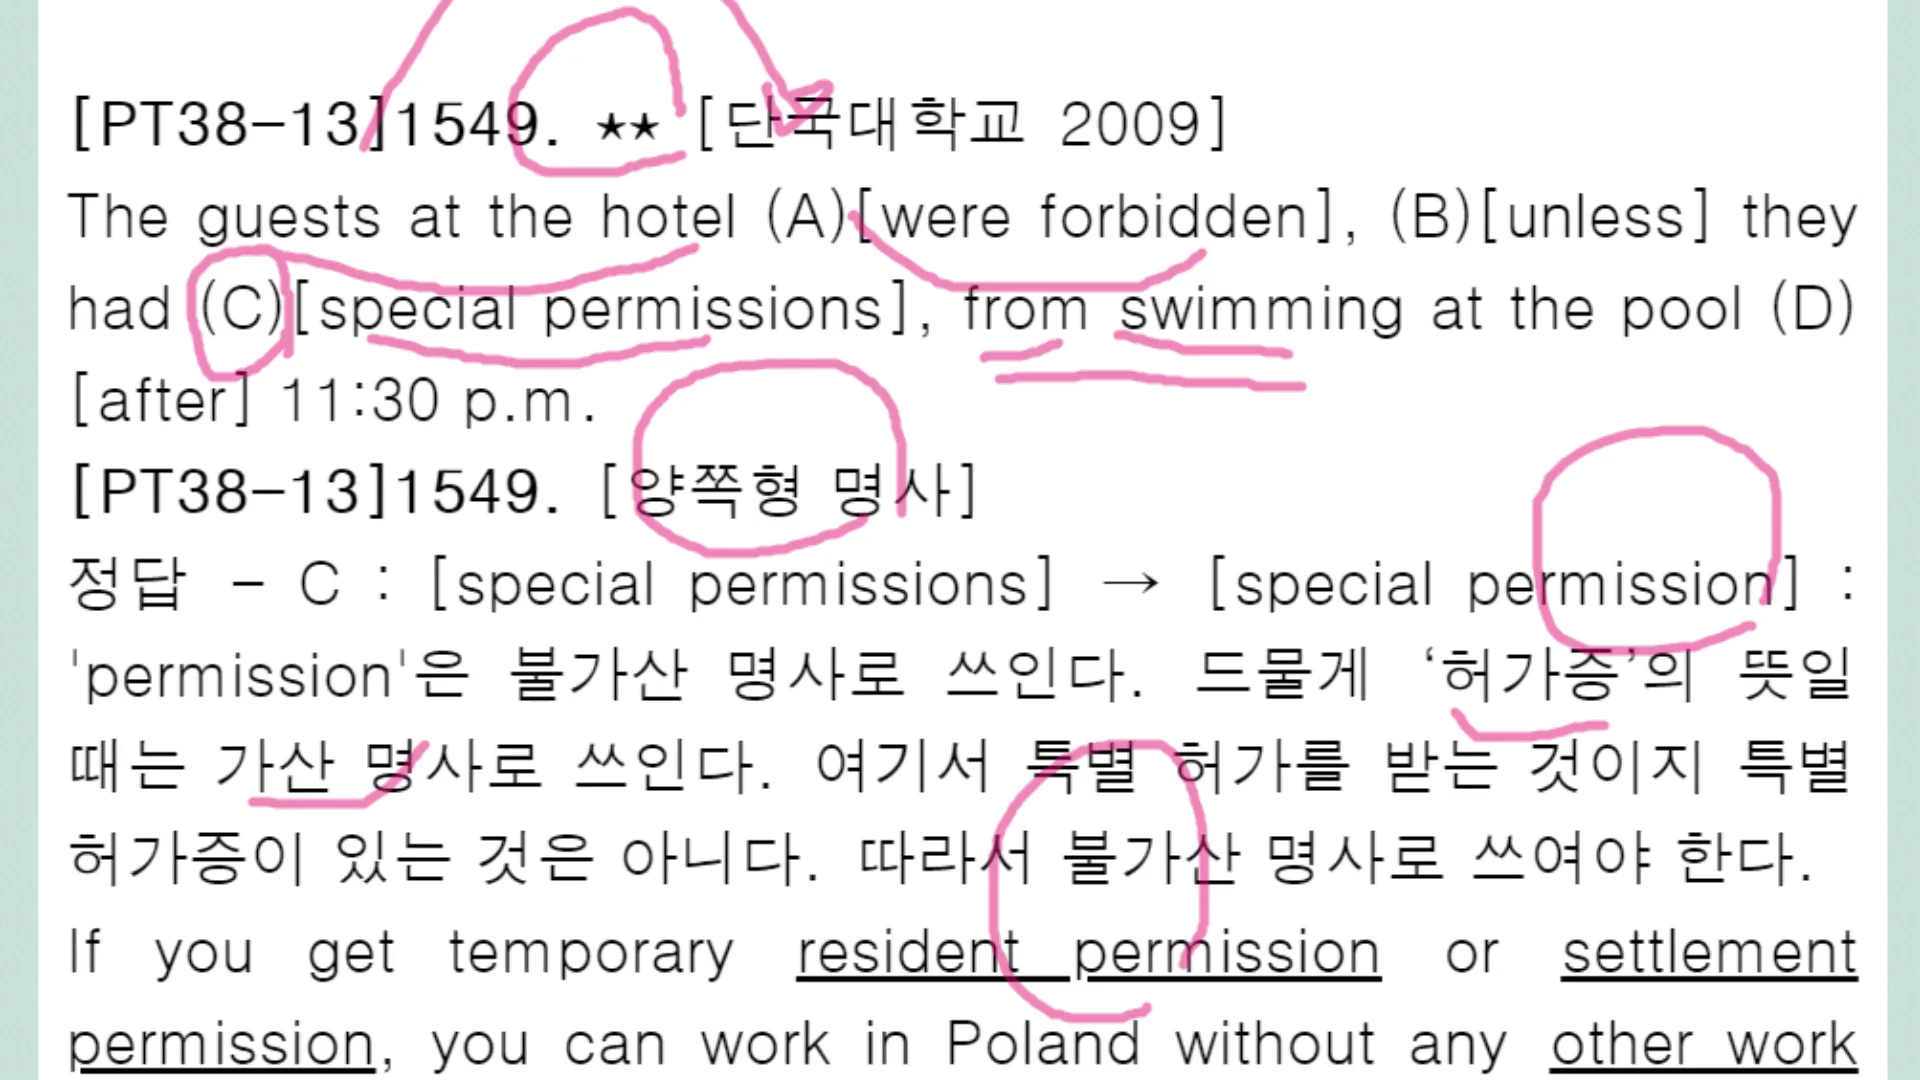 [PT38-13]1549. ★★ [단국대학교 2009]
The guests at the hotel (A)[were forbidden], (B)[unless] they
had (C)[special permissions], from swimming at the pool (D)
[after] 11:30 p.m.
[PT38-13]1549. [양쪽형 명사]
정답 - C : [special permissions] → [special permission] :
'permission'은 불가산 명사로 쓰인다. 드물게 ‘허가증’의 뜻일
때는 가산 명사로 쓰인다. 여기서 특별 허가를 받는 것이지 특별
허가증이 있는 것은 아니다. 따라서 불가산 명사로 쓰여야 한다.
If you get temporary resident permission or settlement
permission, you can work in Poland without any other work